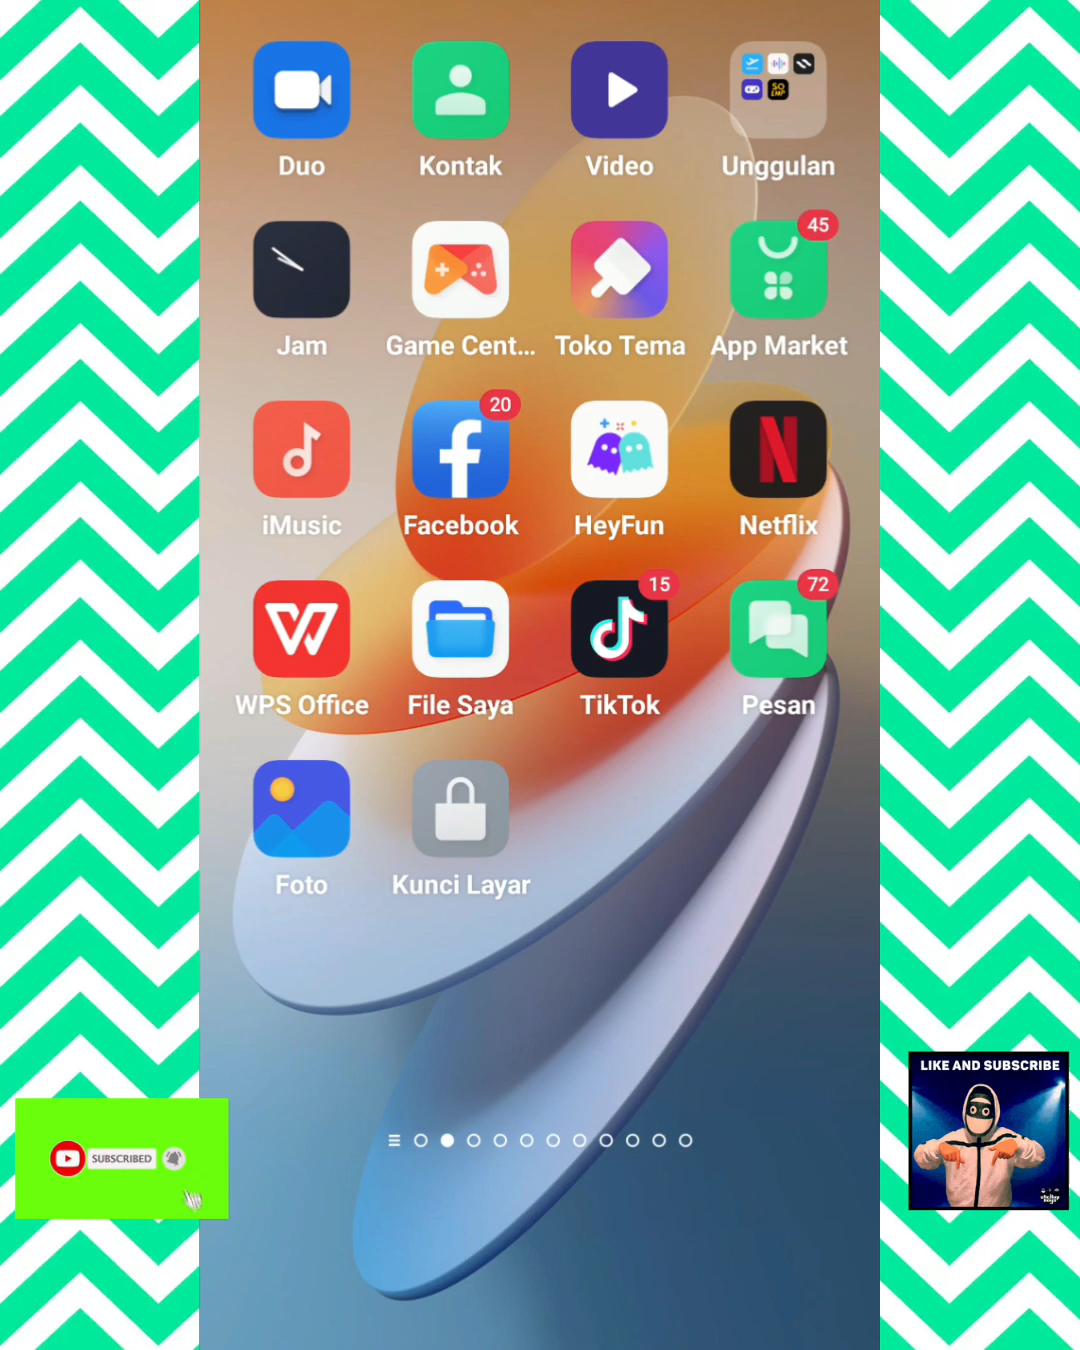 Duo
Kontak
Video
SO
Unggulan
45
Jam
Game Cent...
Toko Tema
App Market
20
iMusic
Facebook
HeyFun
Netflix
15
72
WPS Office
File Saya
TikTok
Pesan
Foto
Kunci Layar
LIKE AND SUBSCRIBE
SUBSCRIBED